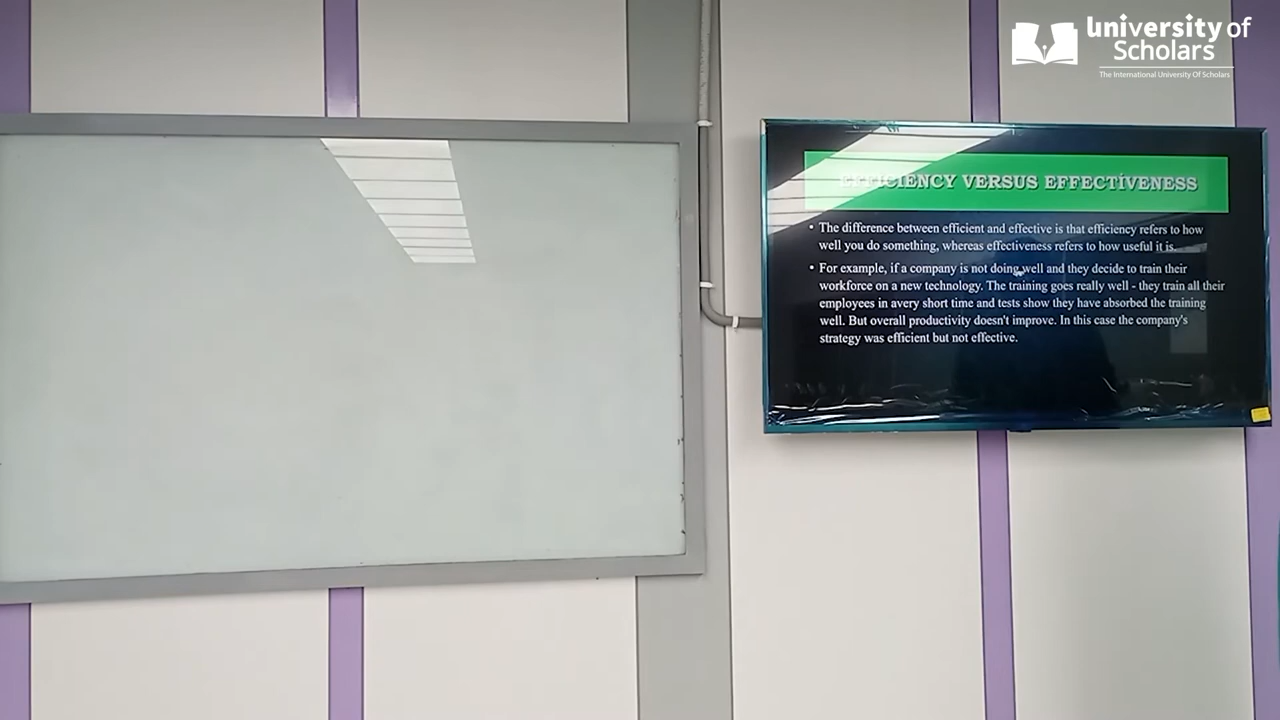 University of
Scholars
The International University Of Scholars
EFFICIENCY VERSUS EFFECTIVENESS
• The difference between efficient and effective is that efficiency refers to how
well you do something, whereas effectiveness refers to how useful it is.
• For example, if a company is not doing well and they decide to train their
workforce on a new technology. The training goes really well - they train all their
employees in avery short time and tests show they have absorbed the training
well. But overall productivity doesn't improve. In this case the company's
strategy was efficient but not effective.